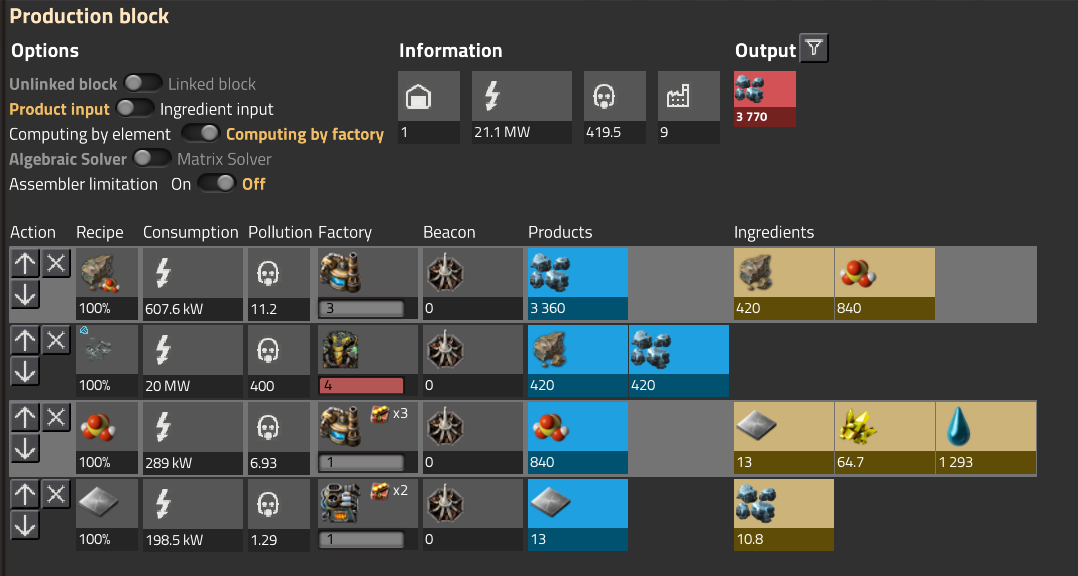 Production block
Options Information Output
Unlinked block Linked block
Product input Ingredient input
Computing by element Computing by factory
Algebraic Solver Matrix Solver
Assembler limitation On Off
1 21.1 MW 419.5 9 3 770
Action Recipe Consumption Pollution Factory Beacon Products Ingredients
100% 607.6 kW 11.2 3 0 3 360 420 840
100% 20 MW 400 4 0 420 420
x3
100% 289 kW 6.93 1 0 840 13 64.7 1 293
x2
100% 198.5 kW 1.29 1 0 13 10.8